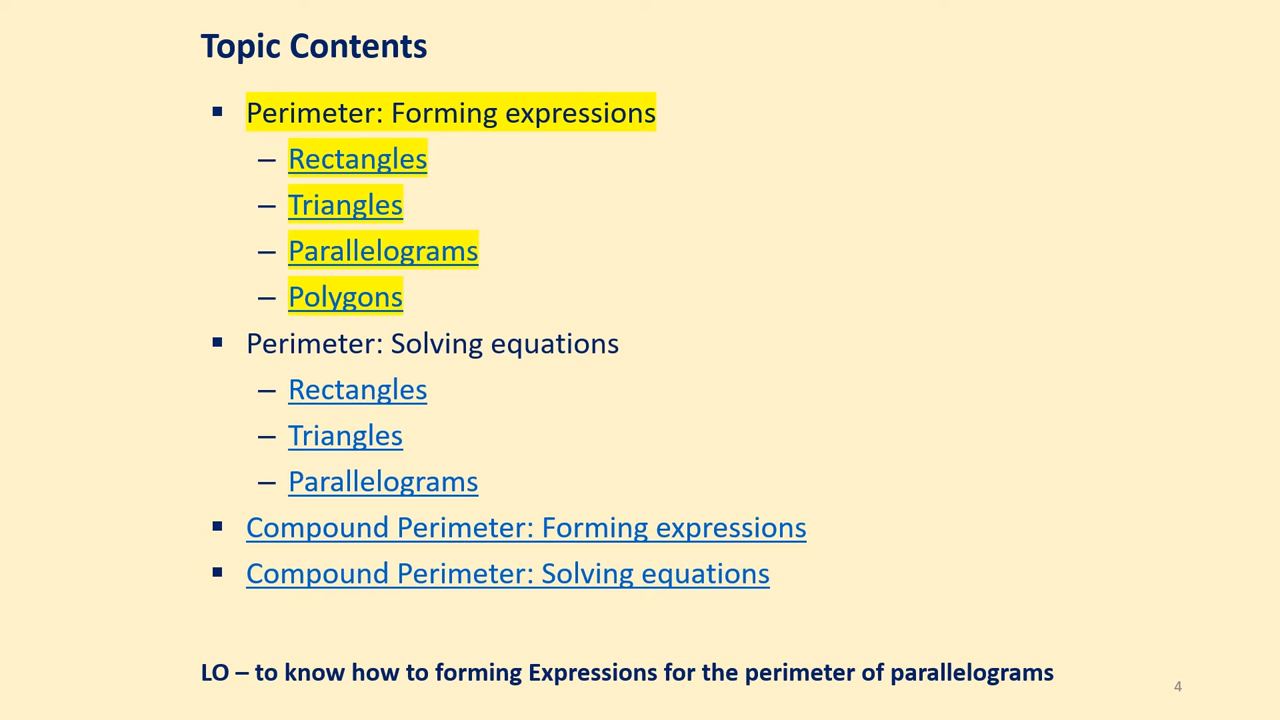 Topic Contents
▪ Perimeter: Forming expressions
– Rectangles
– Triangles
– Parallelograms
– Polygons
▪ Perimeter: Solving equations
– Rectangles
– Triangles
– Parallelograms
▪ Compound Perimeter: Forming expressions
▪ Compound Perimeter: Solving equations
LO – to know how to forming Expressions for the perimeter of parallelograms
4